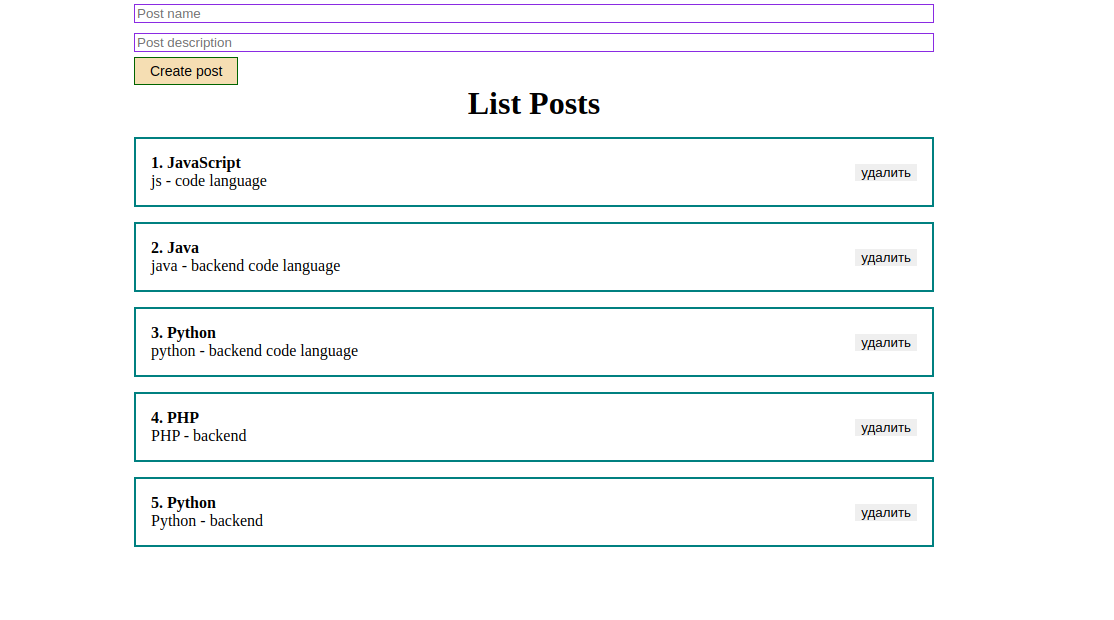 Post name
Post description
Create post
List Posts
1. JavaScript
js - code language
удалить
2. Java
java - backend code language
удалить
3. Python
python - backend code language
удалить
4. PHP
PHP - backend
удалить
5. Python
Python - backend
удалить